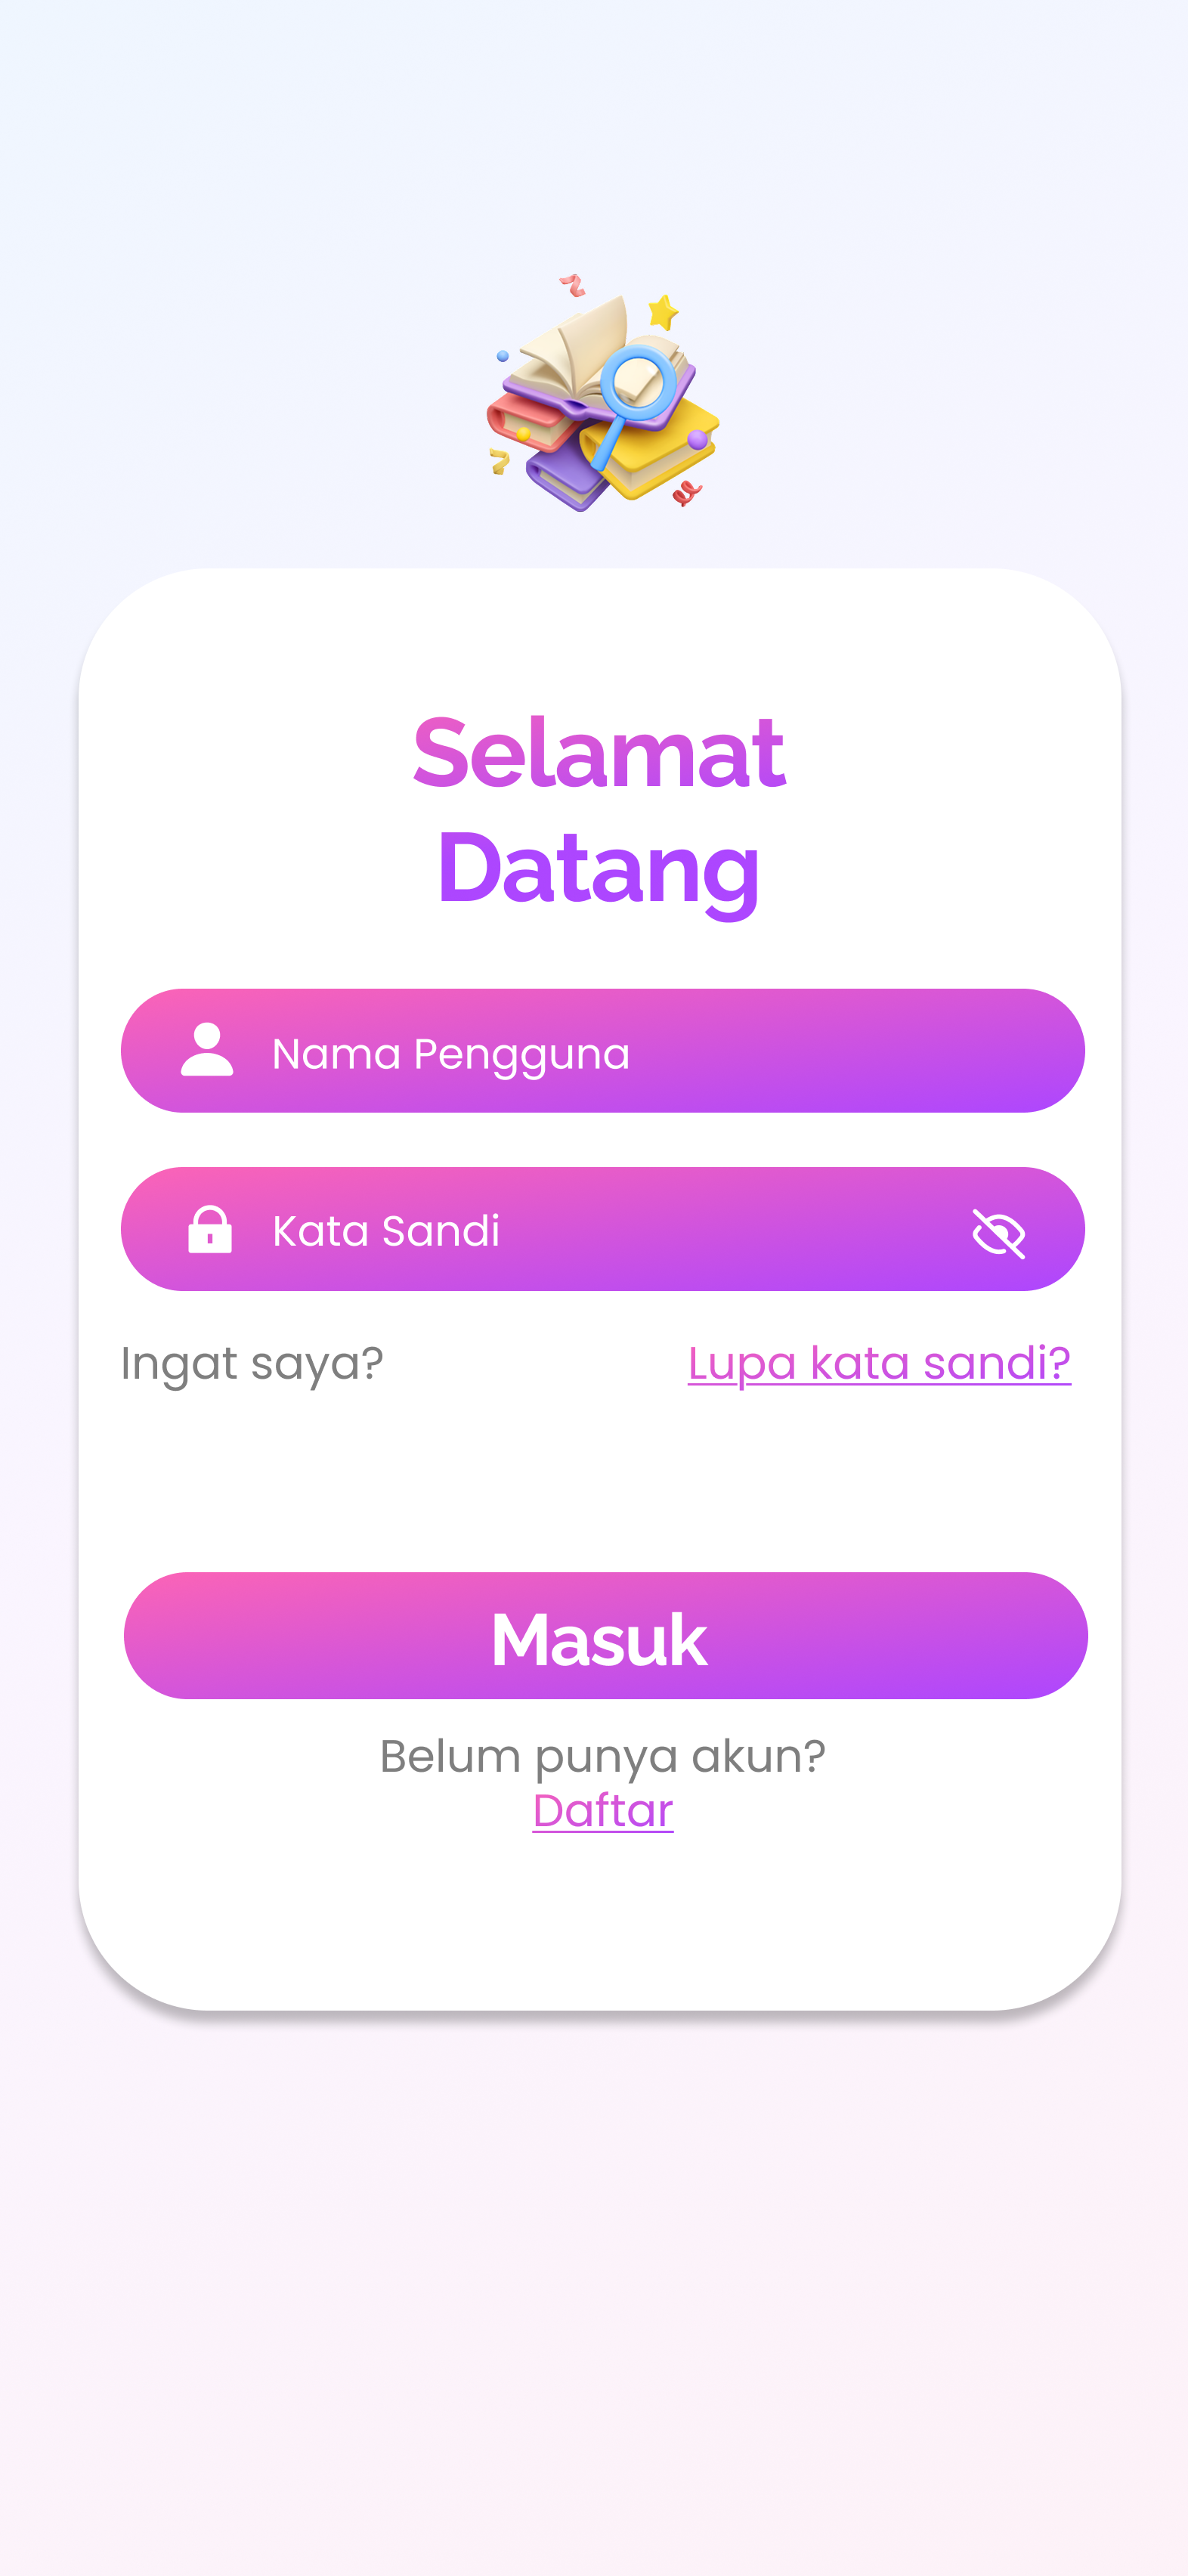 Selamat
Datang
Nama Pengguna
Kata Sandi
Ingat saya? Lupa kata sandi?
Masuk
Belum punya akun?
Daftar